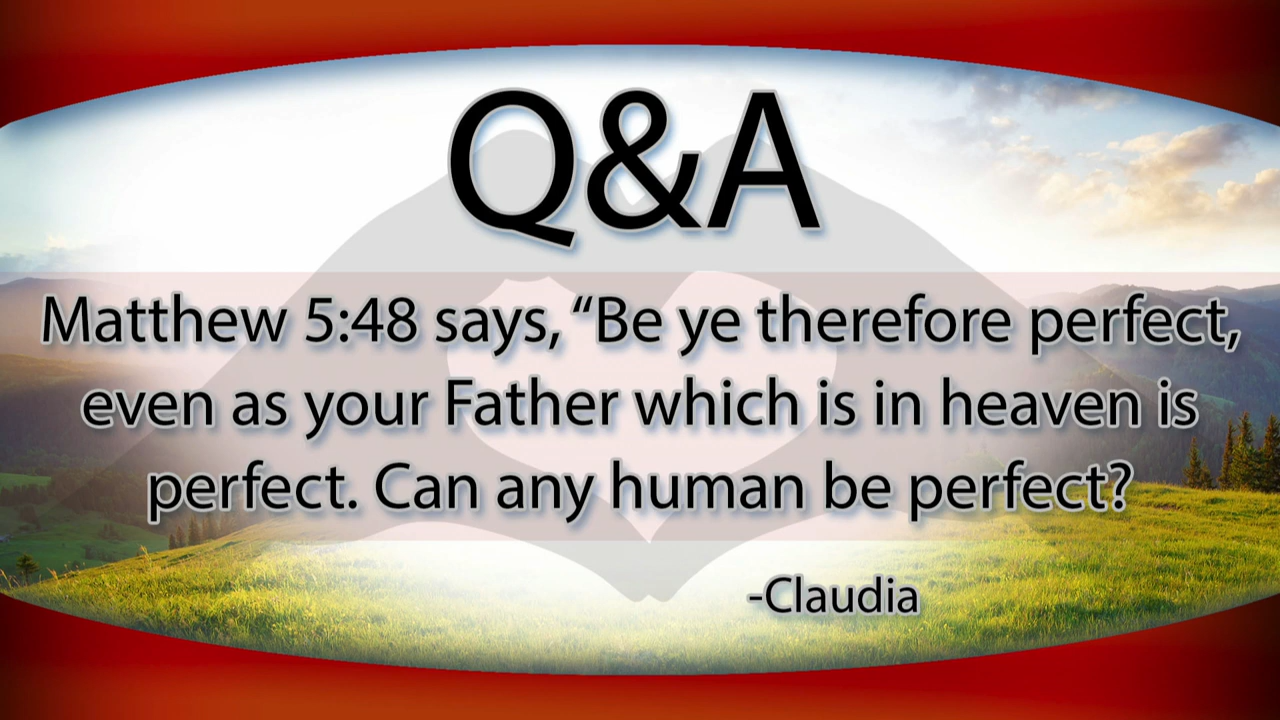 Q&A
Matthew 5:48 says, “Be ye therefore perfect,
even as your Father which is in heaven is
perfect. Can any human be perfect?
-Claudia